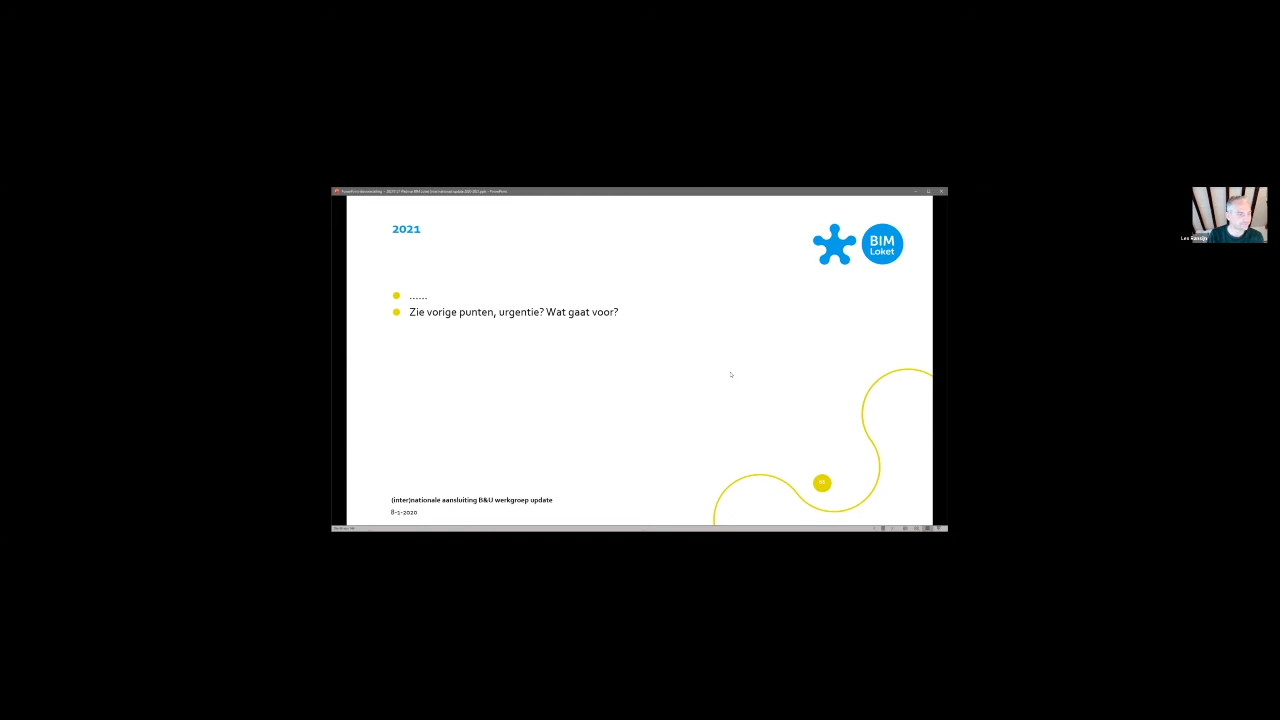 2021
BIM
Loket
......
Zie vorige punten, urgentie? Wat gaat voor?
(inter)nationale aansluiting B&U werkgroep update
8-1-2020